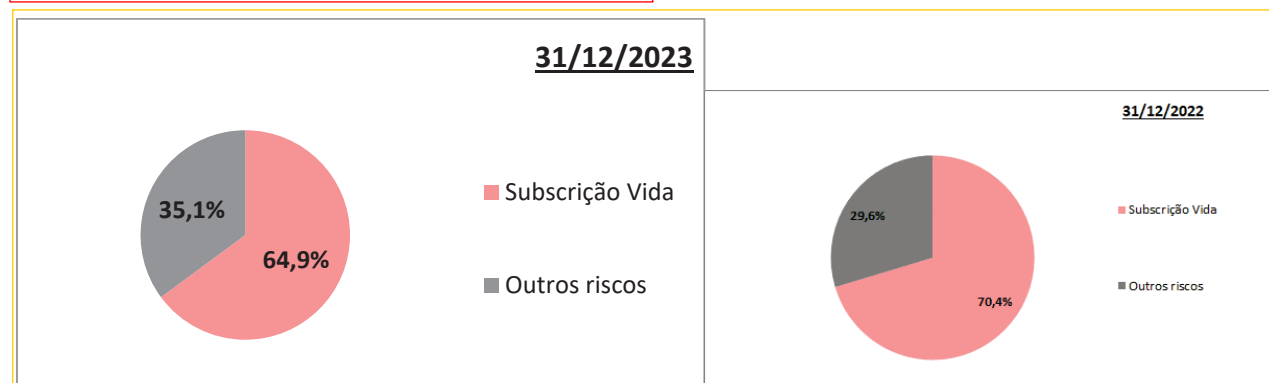 31/12/2023
35,1%
64,9%
Subscrição Vida
Outros riscos
31/12/2022
29,6%
70,4%
Subscrição Vida
Outros riscos